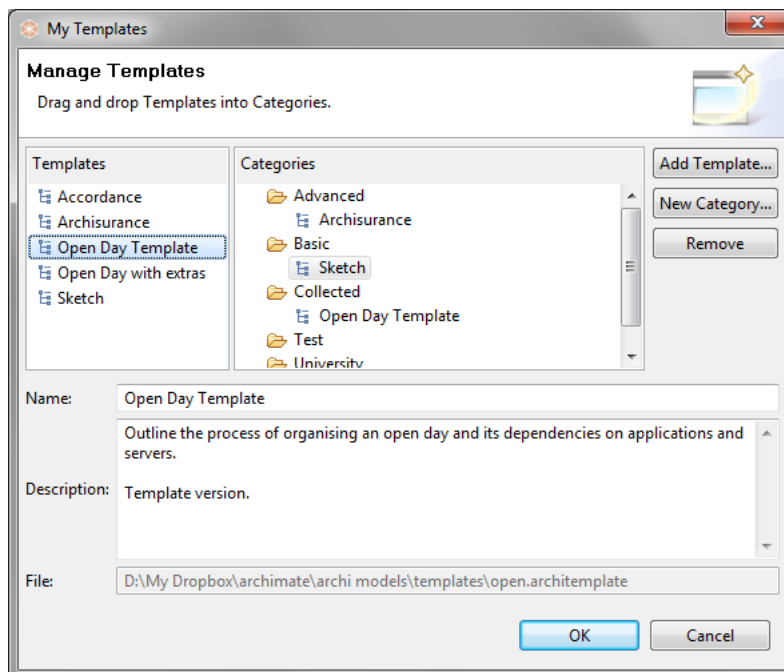 My Templates
Manage Templates
Drag and drop Templates into Categories.
Templates
Accordance
Archisurance
Open Day Template
Open Day with extras
Sketch
Categories
Advanced
Archisurance
Basic
Sketch
Collected
Open Day Template
Test
University
Add Template...
New Category...
Remove
Name:
Open Day Template
Description:
Outline the process of organising an open day and its dependencies on applications and
servers.
Template version.
File:
D:\My Dropbox\archimate\archi models\templates\open.architemplate
OK
Cancel